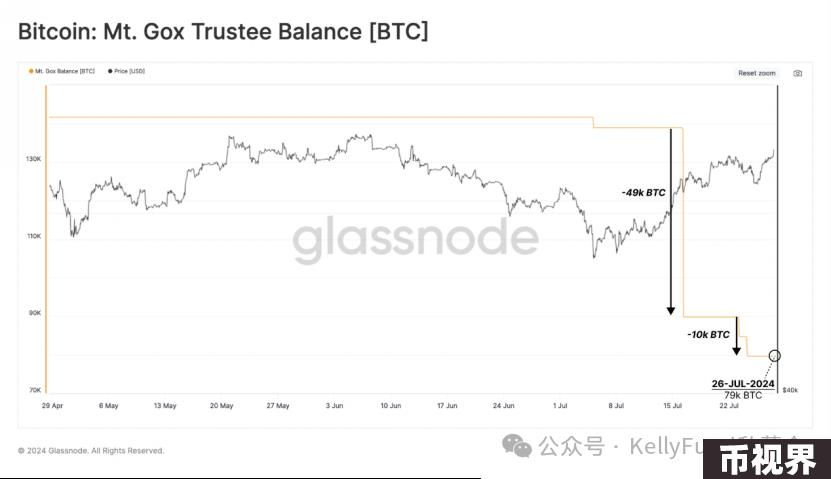 Bitcoin: Mt. Gox Trustee Balance [BTC]
Mt. Gox Balance [BTC] Price [USD]
Reset zoom
130K
110K
90K
70K
glassnode
-49k BTC
-10k BTC
26-JUL-2024
79k BTC
$40k
29 Apr 6 May 13 May 20 May 27 May 3 Jun 10 Jun 17 Jun 24 Jun 1 Jul 8 Jul 15 Jul 22 Jul
© 2024 Glassnode. All Rights Reserved.
公众号 · KellyFu
币视界